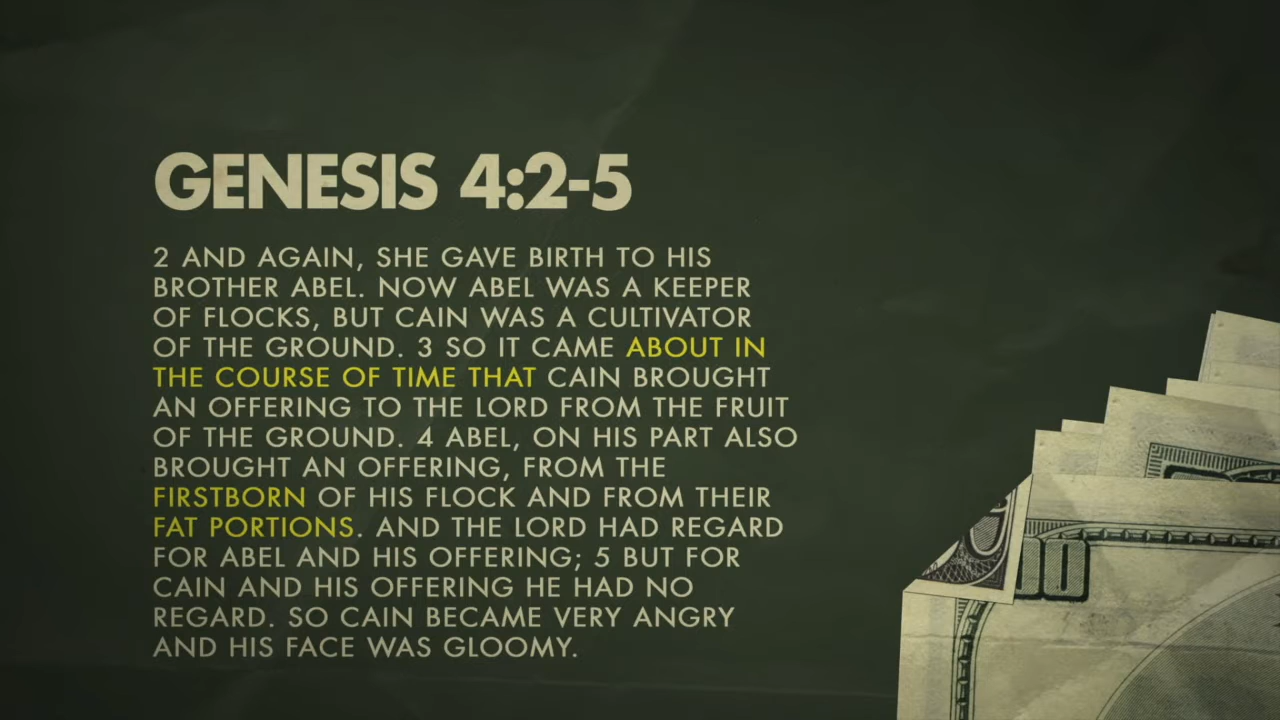 GENESIS 4:2-5
2 AND AGAIN, SHE GAVE BIRTH TO HIS
BROTHER ABEL. NOW ABEL WAS A KEEPER
OF FLOCKS, BUT CAIN WAS A CULTIVATOR
OF THE GROUND. 3 SO IT CAME ABOUT IN
THE COURSE OF TIME THAT CAIN BROUGHT
AN OFFERING TO THE LORD FROM THE FRUIT
OF THE GROUND. 4 ABEL, ON HIS PART ALSO
BROUGHT AN OFFERING, FROM THE
FIRSTBORN OF HIS FLOCK AND FROM THEIR
FAT PORTIONS. AND THE LORD HAD REGARD
FOR ABEL AND HIS OFFERING; 5 BUT FOR
CAIN AND HIS OFFERING HE HAD NO
REGARD. SO CAIN BECAME VERY ANGRY
AND HIS FACE WAS GLOOMY.